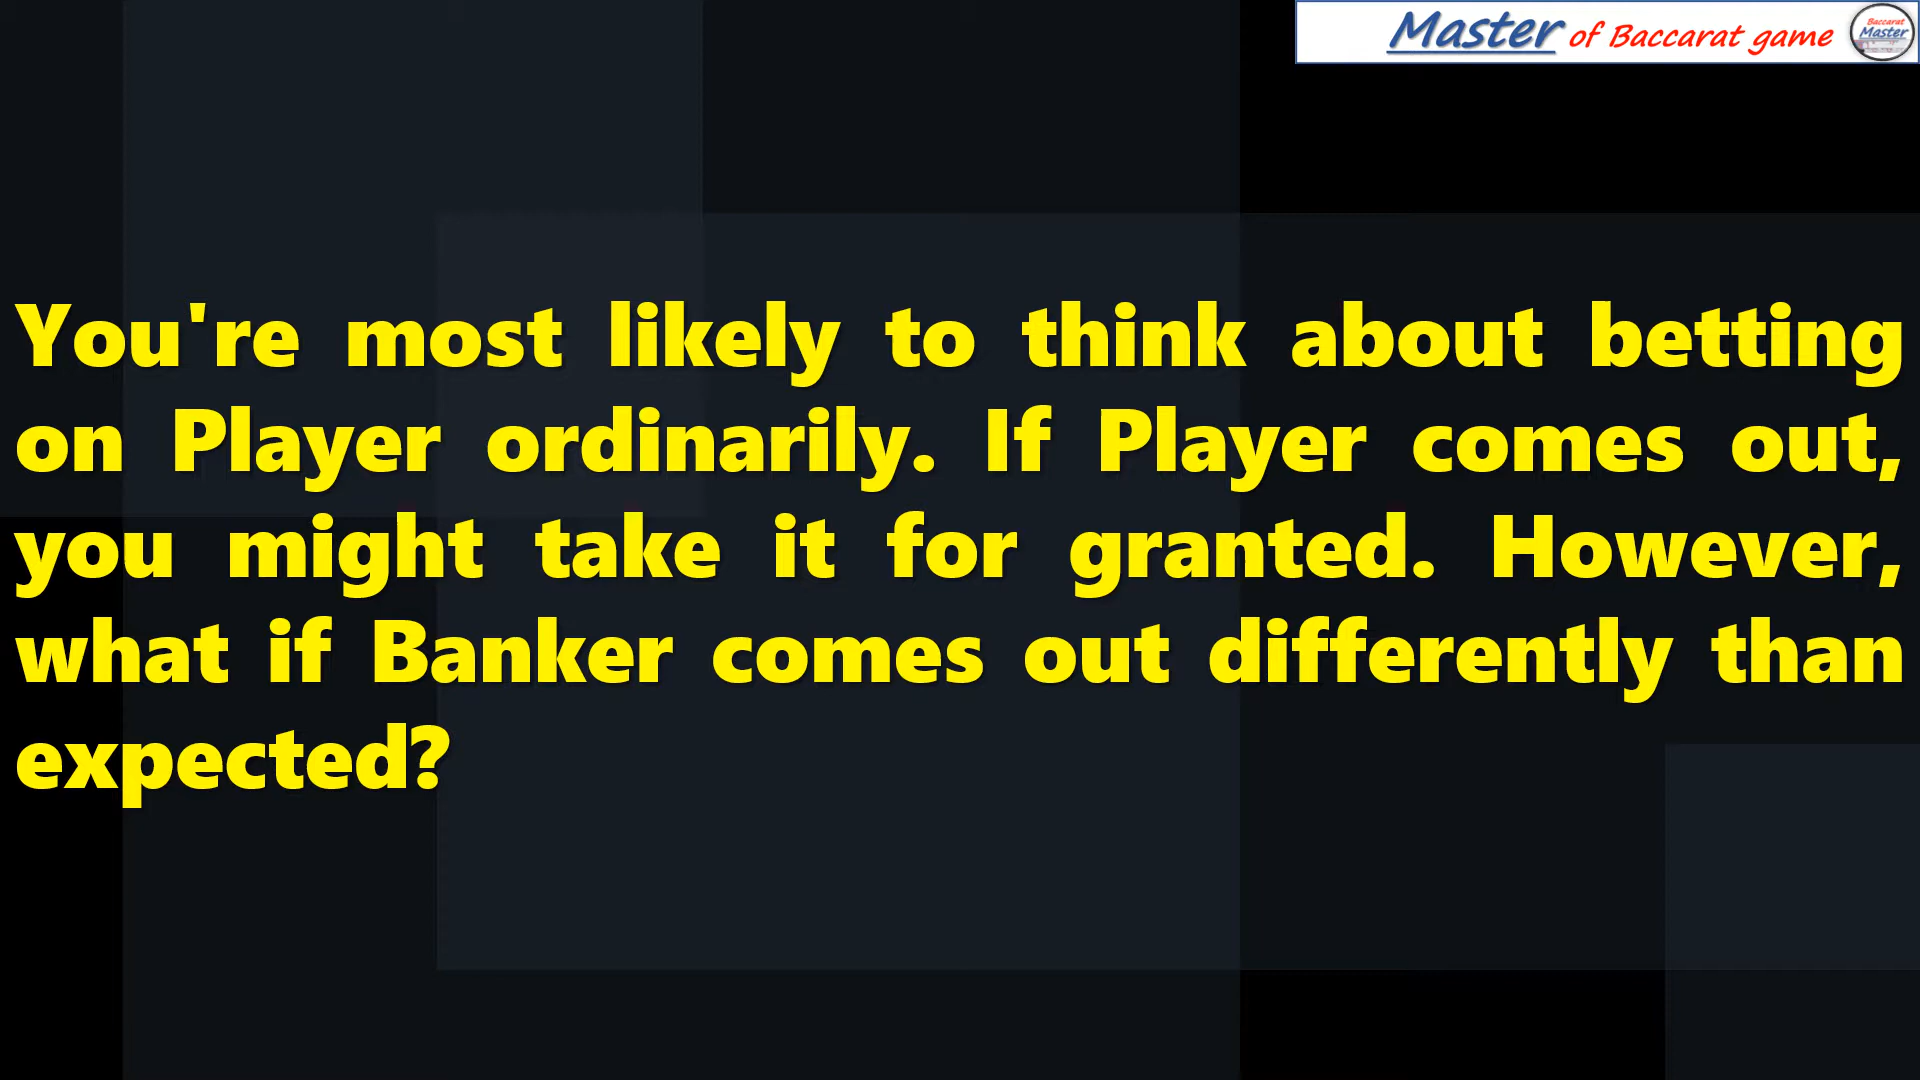 Master of Baccarat game
Baccarat
Master
You're most likely to think about betting
on Player ordinarily. If Player comes out,
you might take it for granted. However,
what if Banker comes out differently than
expected?